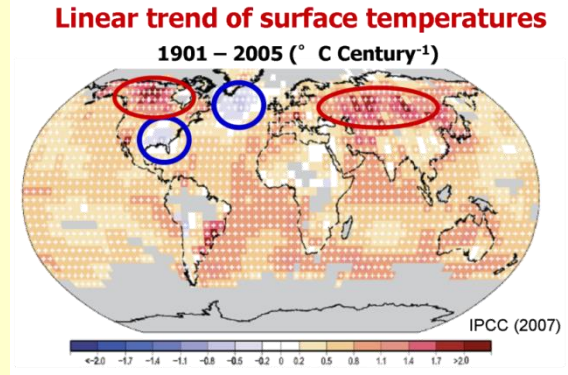 Linear trend of surface temperatures
1901 – 2005 (° C Century-1)
IPCC (2007)
<-2.0 -1.7 -1.4 -1.1 -0.8 -0.5 -0.2 0 0.2 0.5 0.8 1.1 1.4 1.7 >2.0